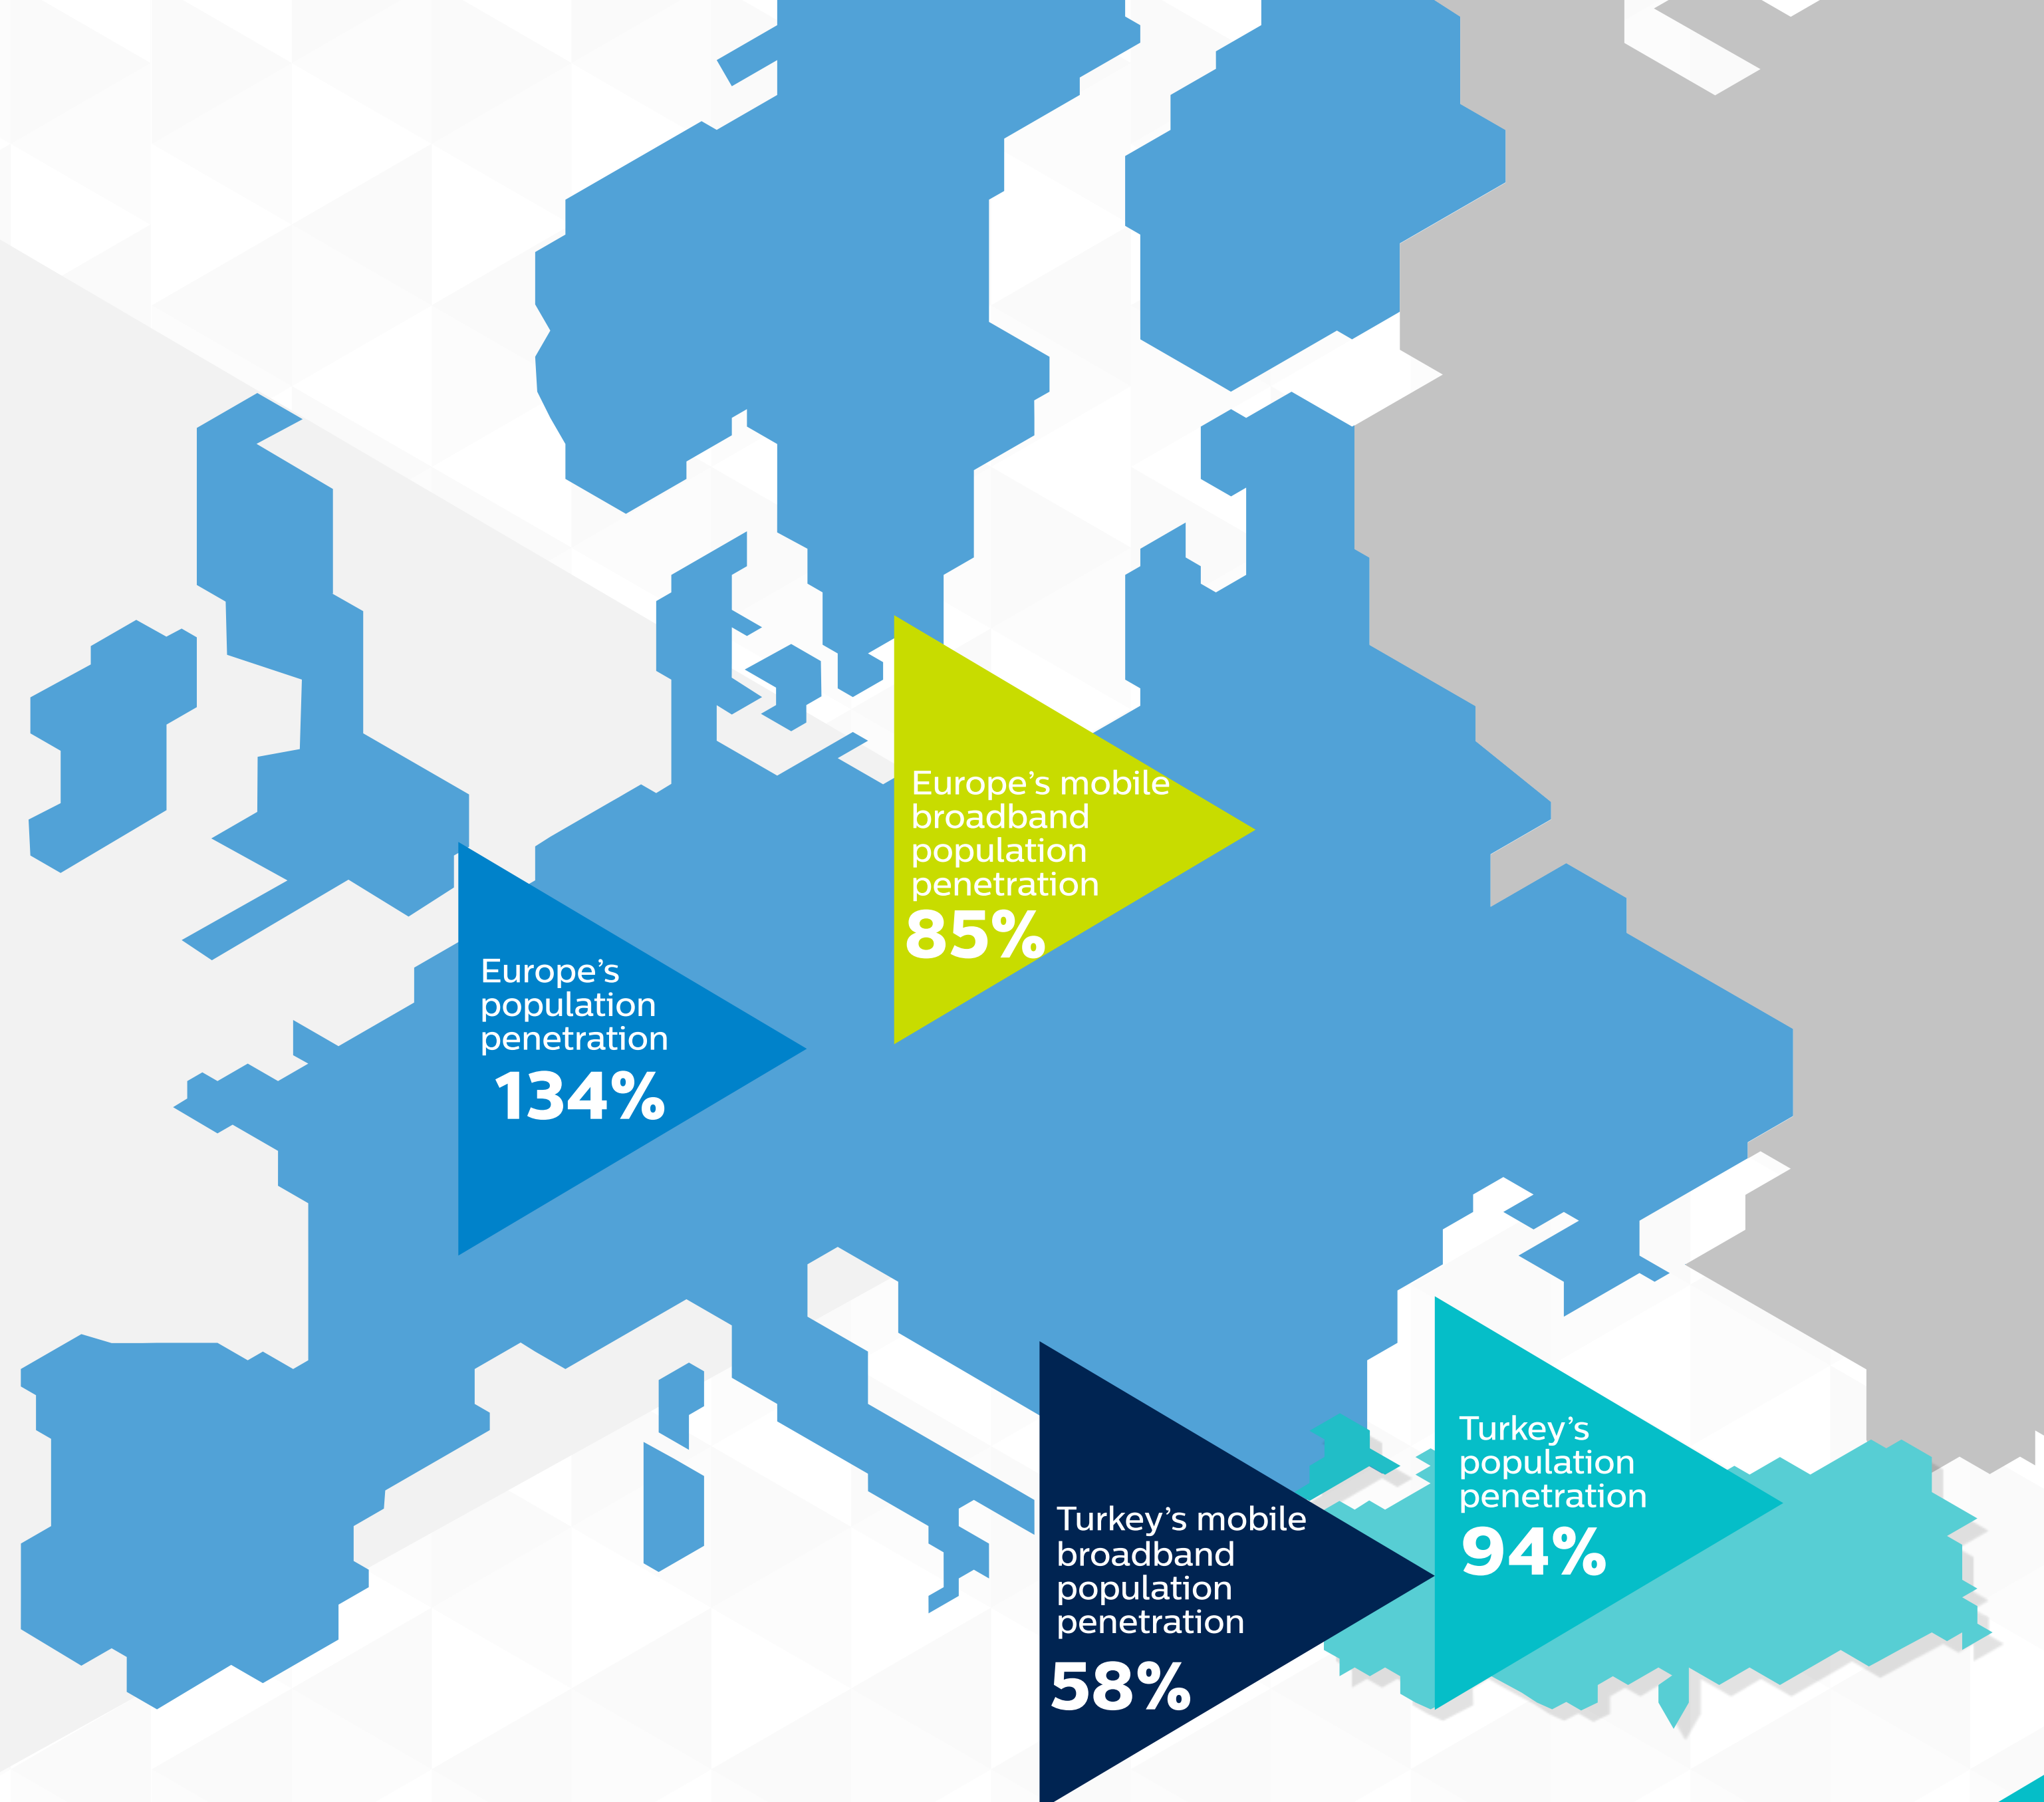 Europe’s mobile
broadband
population
penetration
85%
Europe’s
population
penetration
134%
Turkey’s
population
penetration
94%
Turkey’s mobile
broadband
population
penetration
58%